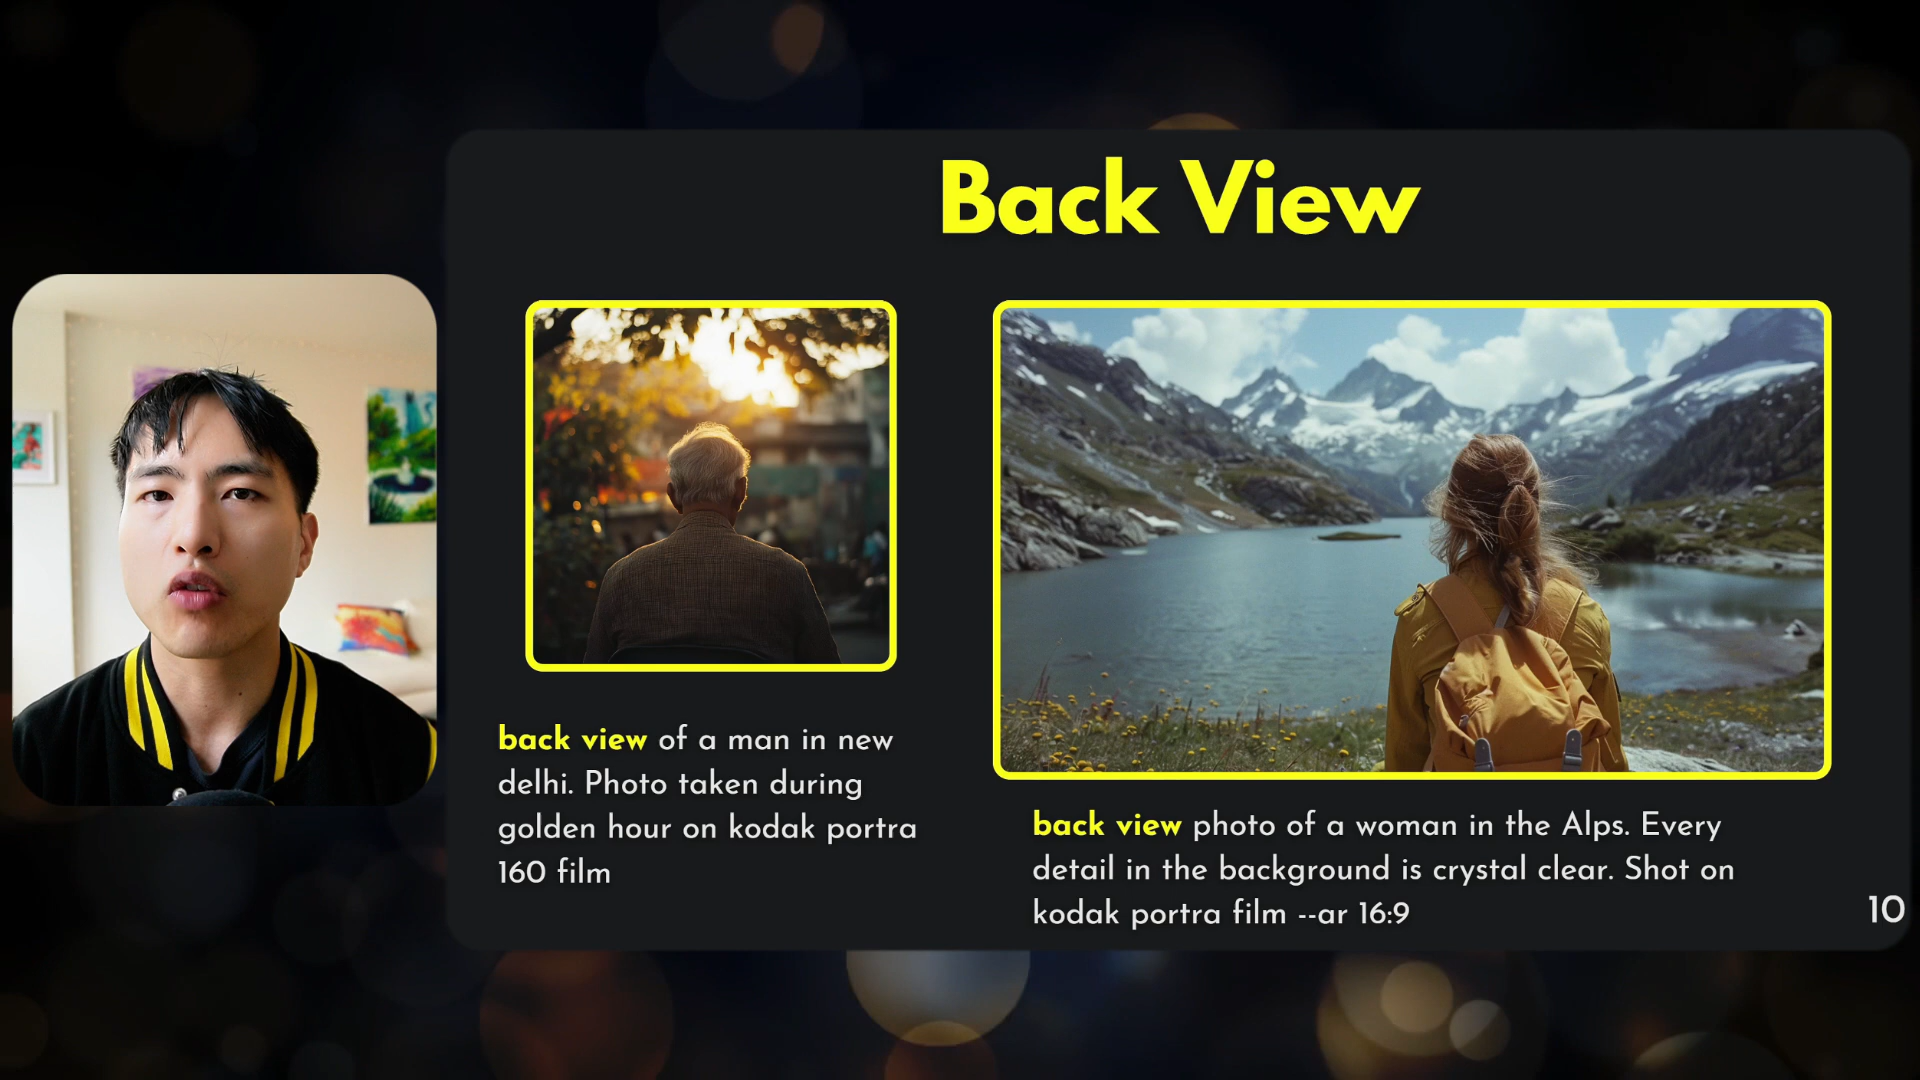 Back View
back view of a man in new
delhi. Photo taken during
golden hour on kodak portra
160 film
back view photo of a woman in the Alps. Every
detail in the background is crystal clear. Shot on
kodak portra film --ar 16:9
10